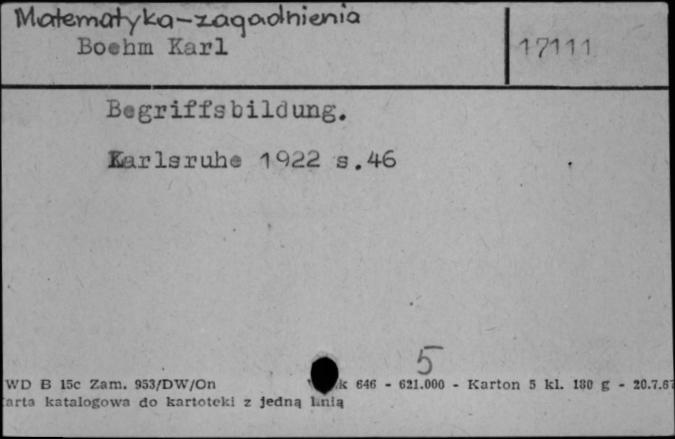 Matematyka-zagadnienia
Boehm Karl
17111
Begriffsbildung.
Karlsruhe 1922 s.46
5
WD B 15c Zam. 953/DW/On k 646 - 621.000 - Karton 5 kl. 180 g - 20.7.67
arta katalogowa do kartoteki z jedną linią